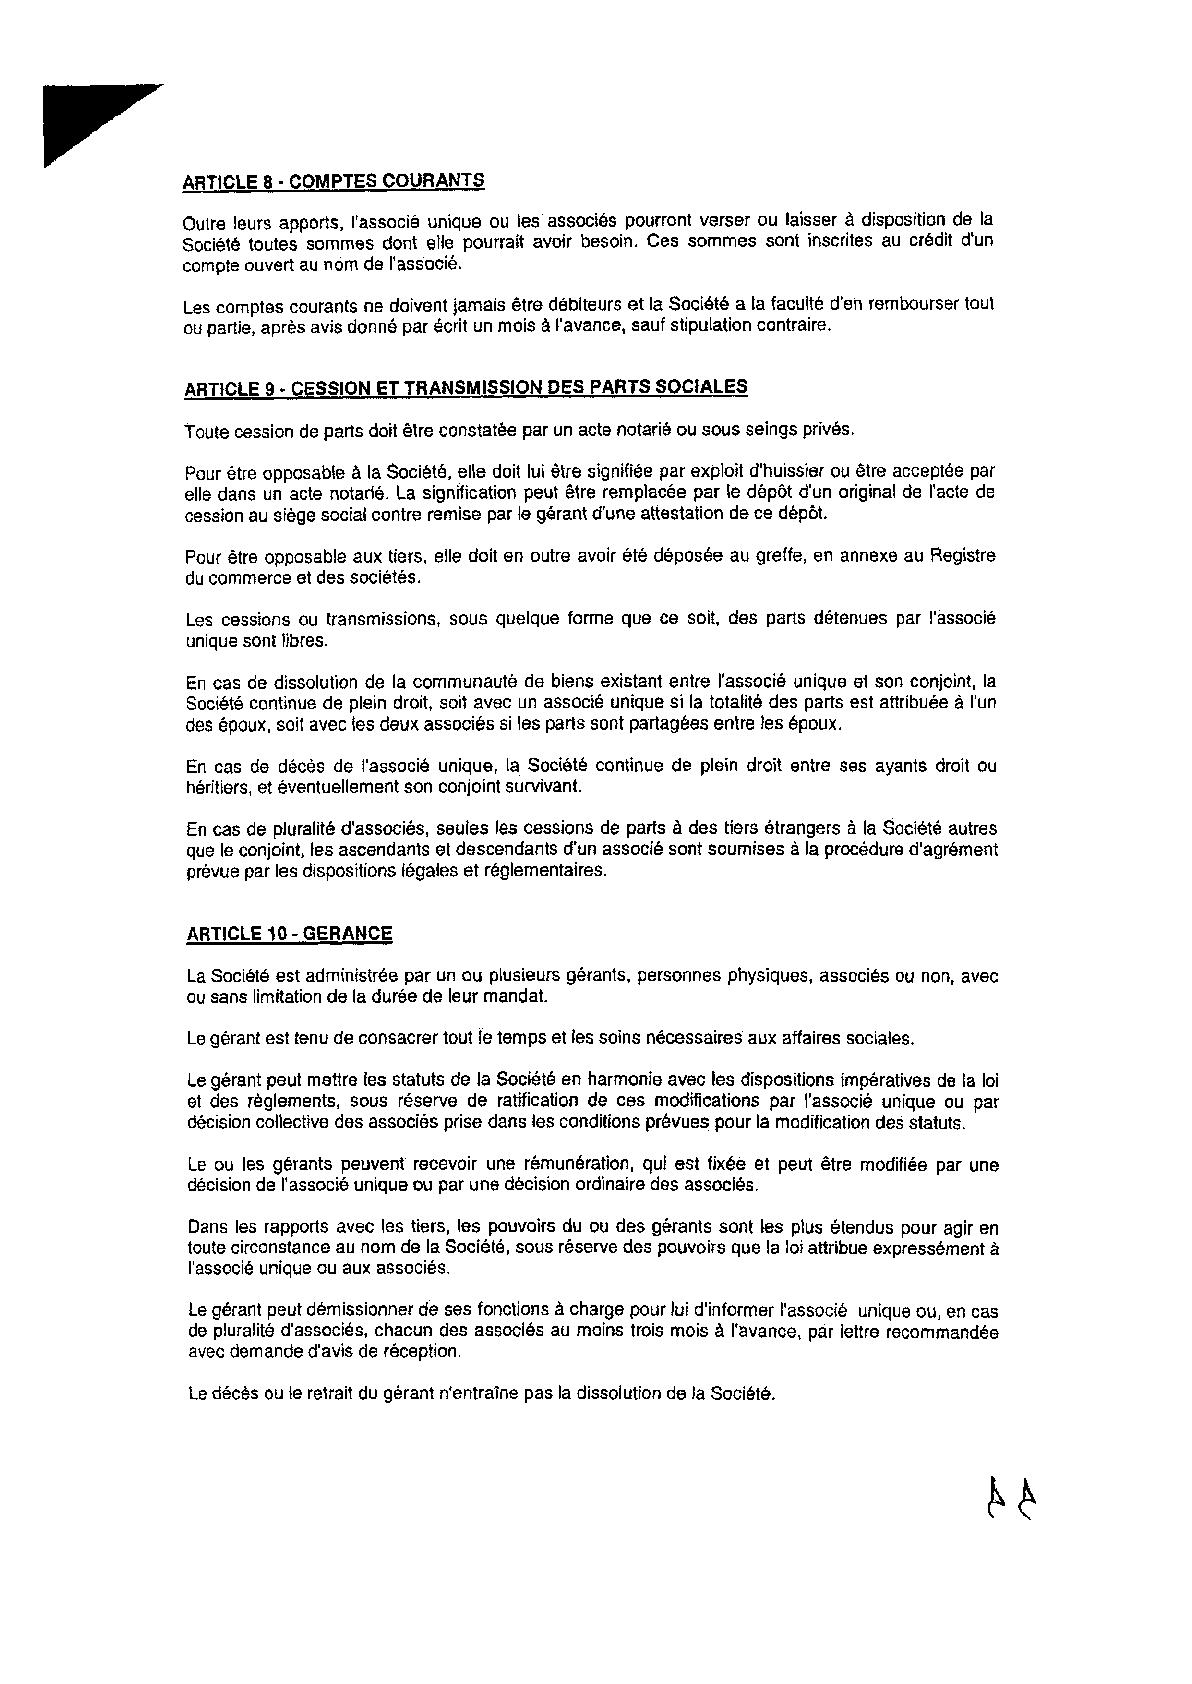 ARTICLE 8 - COMPTES COURANTS
Outre leurs apports, l'associé unique ou les associés pourront verser ou laisser à disposition de la
Société toutes sommes dont elle pourrait avoir besoin. Ces sommes sont inscrites au crédit d'un
compte ouvert au nom de l'associé.
Les comptes courants ne doivent jamais être débiteurs et la Société a la faculté d'en rembourser tout
ou partie, après avis donné par écrit un mois à l'avance, sauf stipulation contraire.
ARTICLE 9 - CESSION ET TRANSMISSION DES PARTS SOCIALES
Toute cession de parts doit être constatée par un acte notarié ou sous seings privés.
Pour être opposable à la Société, elle doit lui être signifiée par exploit d'huissier ou être acceptée par
elle dans un acte notarié. La signification peut être remplacée par le dépôt d'un original de l'acte de
cession au siège social contre remise par le gérant d'une attestation de ce dépôt.
Pour être opposable aux tiers, elle doit en outre avoir été déposée au greffe, en annexe au Registre
du commerce et des sociétés.
Les cessions ou transmissions, sous quelque forme que ce soit, des parts détenues par l'associé
unique sont libres.
En cas de dissolution de la communauté de biens existant entre l'associé unique et son conjoint, la
Société continue de plein droit, soit avec un associé unique si la totalité des parts est attribuée à l'un
des époux, soit avec les deux associés si les parts sont partagées entre les époux.
En cas de décès de l'associé unique, la Société continue de plein droit entre ses ayants droit ou
héritiers, et éventuellement son conjoint survivant.
En cas de pluralité d'associés, seules les cessions de parts à des tiers étrangers à la Société autres
que le conjoint, les ascendants et descendants d'un associé sont soumises à la procédure d'agrément
prévue par les dispositions légales et réglementaires.
ARTICLE 10 - GERANCE
La Société est administrée par un ou plusieurs gérants, personnes physiques, associés ou non, avec
ou sans limitation de la durée de leur mandat.
Le gérant est tenu de consacrer tout le temps et les soins nécessaires aux affaires sociales.
Le gérant peut mettre les statuts de la Société en harmonie avec les dispositions impératives de la loi
et des règlements, sous réserve de ratification de ces modifications par l'associé unique ou par
décision collective des associés prise dans les conditions prévues pour la modification des statuts.
Le ou les gérants peuvent recevoir une rémunération, qui est fixée et peut être modifiée par une
décision de l'associé unique ou par une décision ordinaire des associés.
Dans les rapports avec les tiers, les pouvoirs du ou des gérants sont les plus étendus pour agir en
toute circonstance au nom de la Société, sous réserve des pouvoirs que la loi attribue expressément à
l'associé unique ou aux associés.
Le gérant peut démissionner de ses fonctions à charge pour lui d'informer l'associé unique ou, en cas
de pluralité d'associés, chacun des associés au moins trois mois à l'avance, par lettre recommandée
avec demande d'avis de réception.
Le décès ou le retrait du gérant n'entraîne pas la dissolution de la Société.